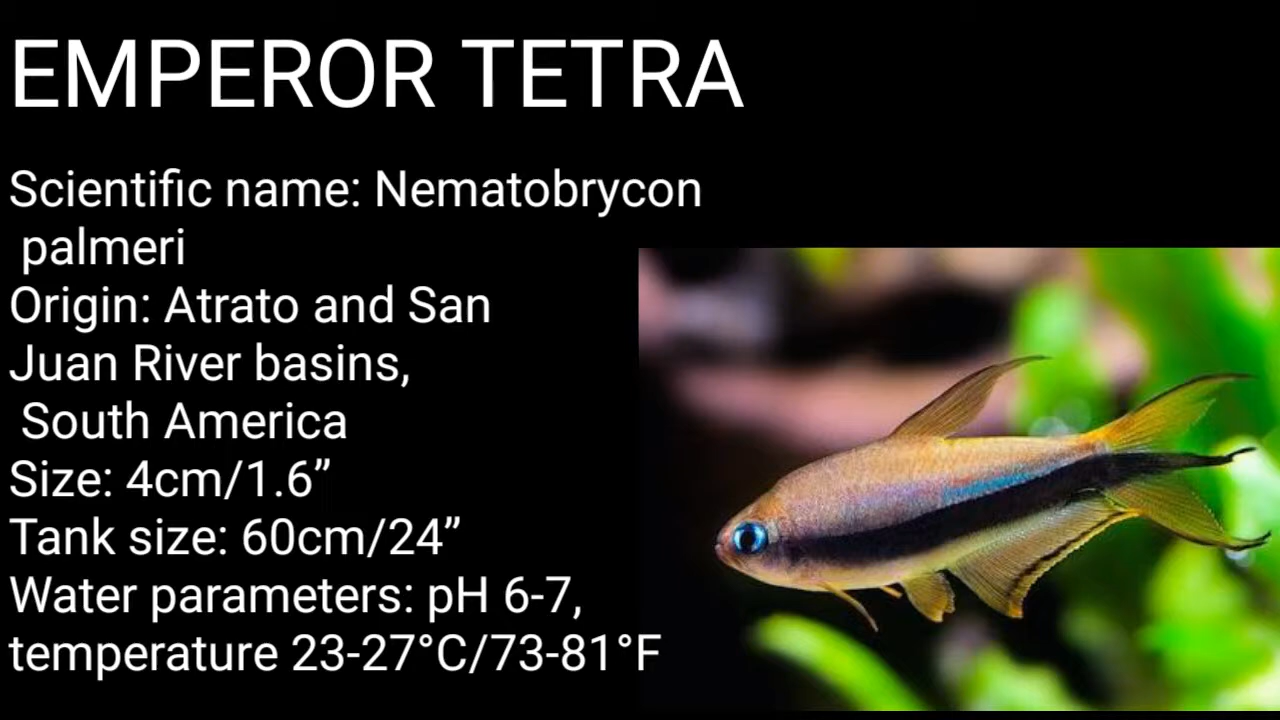 EMPEROR TETRA
Scientific name: Nematobrycon
palmeri
Origin: Atrato and San
Juan River basins,
South America
Size: 4cm/1.6”
Tank size: 60cm/24”
Water parameters: pH 6-7,
temperature 23-27°C/73-81°F